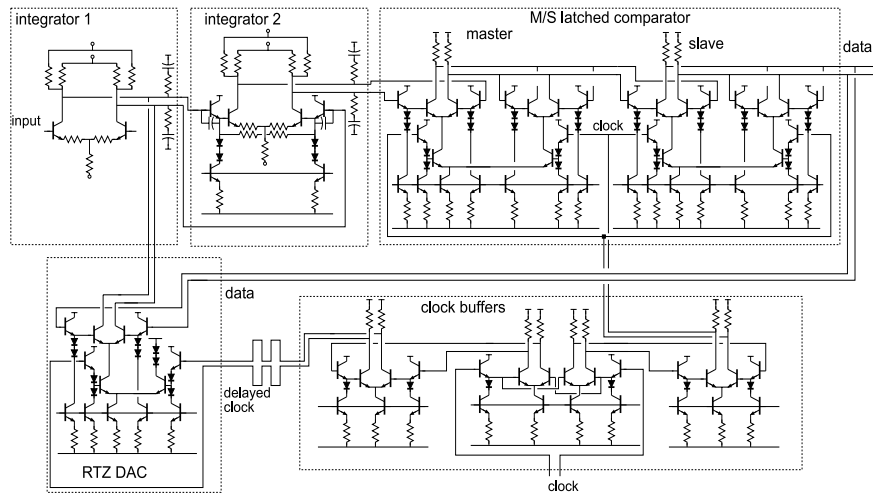 integrator 1
integrator 2
M/S latched comparator
master
slave
data
input
clock
data
clock buffers
delayed
clock
RTZ DAC
clock